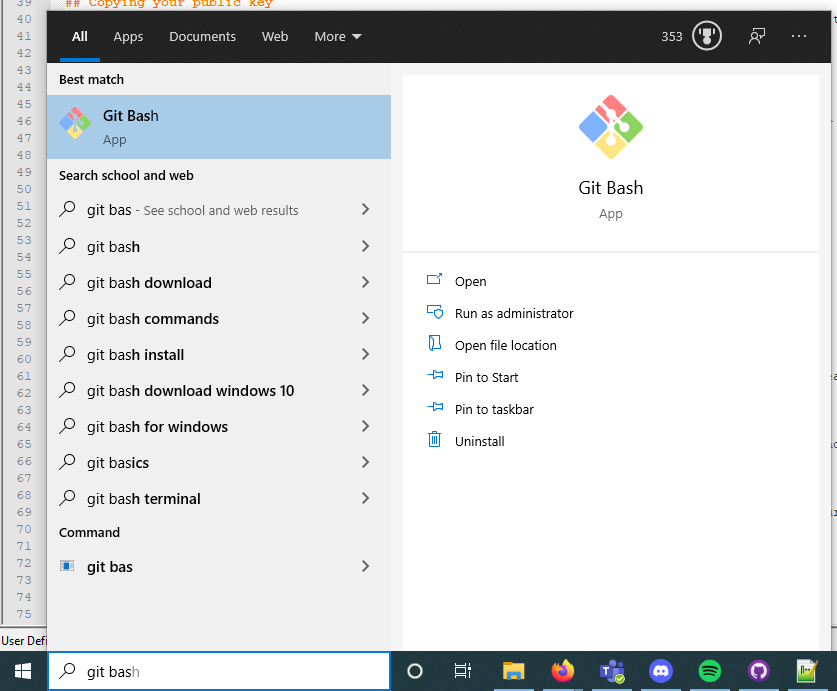 39
## Copying your public key
40
41
42
43
44
45
46
47
48
49
50
51
52
53
54
55
56
57
58
59
60
61
62
63
64
65
66
67
68
69
70
71
72
73
74
75
User Defi
All Apps Documents Web More 353 ...
Best match
Git Bash
App
Search school and web
git bas - See school and web results
git bash
git bash download
git bash commands
git bash install
git bash download windows 10
git bash for windows
git basics
git bash terminal
Command
git bas
Git Bash
App
Open
Run as administrator
Open file location
Pin to Start
Pin to taskbar
Uninstall
git bash